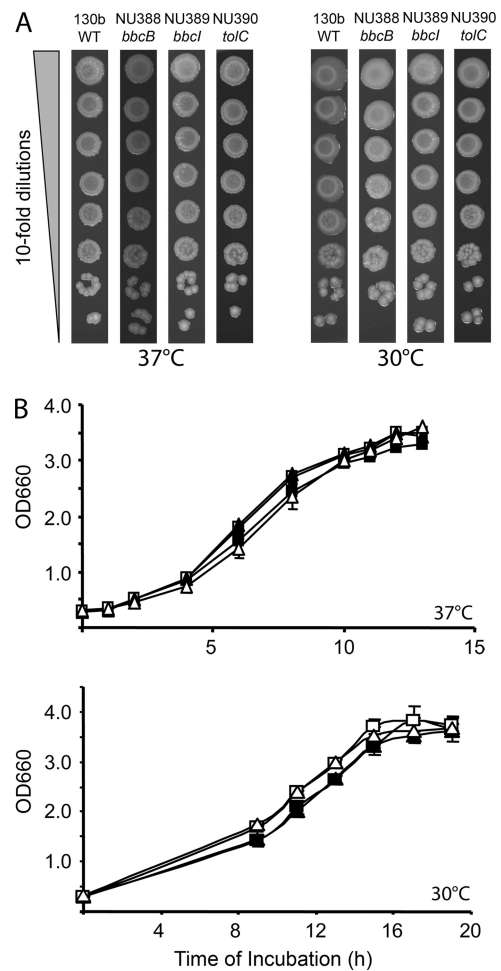 A
130b NU388 NU389 NU390
WT bbcB bbcI tolC
130b NU388 NU389 NU390
WT bbcB bbcI tolC
10-fold dilutions
37°C
30°C
B
OD660
4.0
3.0
2.0
1.0
5 10 15
37°C
OD660
4.0
3.0
2.0
1.0
4 8 12 16 20
30°C
Time of Incubation (h)